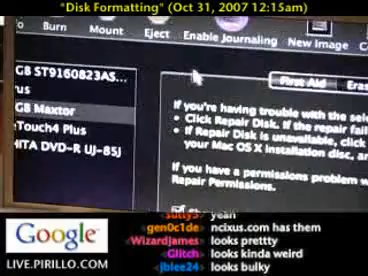 "Disk Formatting" (Oct 31, 2007 12:15am)
Burn Mount Eject Enable Journaling New Image
GB ST9160823AS...
First Aid
GB Maxtor
Touch4 Plus
DVD-R UJ-85J
If you're having trouble with the
• Click Repair Disk. If the repair
• If Repair Disk is unavailable, click
your Mac OS X installation disc,
If you have a permissions problem
Repair Permissions.
yeah
gen0c1de ncixus.com has them
Wizardjames looks prettty
Glitch looks kinda weird
jblee24 looks bulky
Google
LIVE.PIRILLO.COM